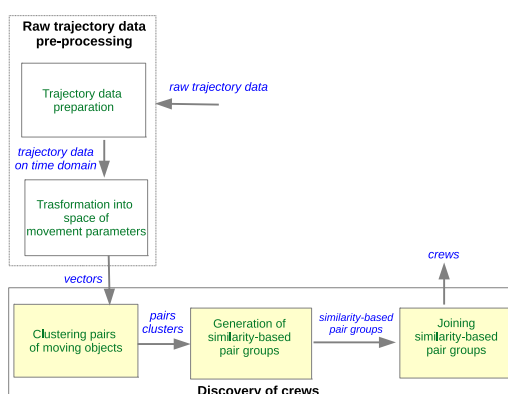 Raw trajectory data
pre-processing
Trajectory data
preparation
raw trajectory data
trajectory data
on time domain
Trasformation into
space of
movement parameters
crews
vectors
Clustering pairs
of moving objects
pairs
clusters
Generation of
similarity-based
pair groups
similarity-based
pair groups
Joining
similarity-based
pair groups
Discovery of crews